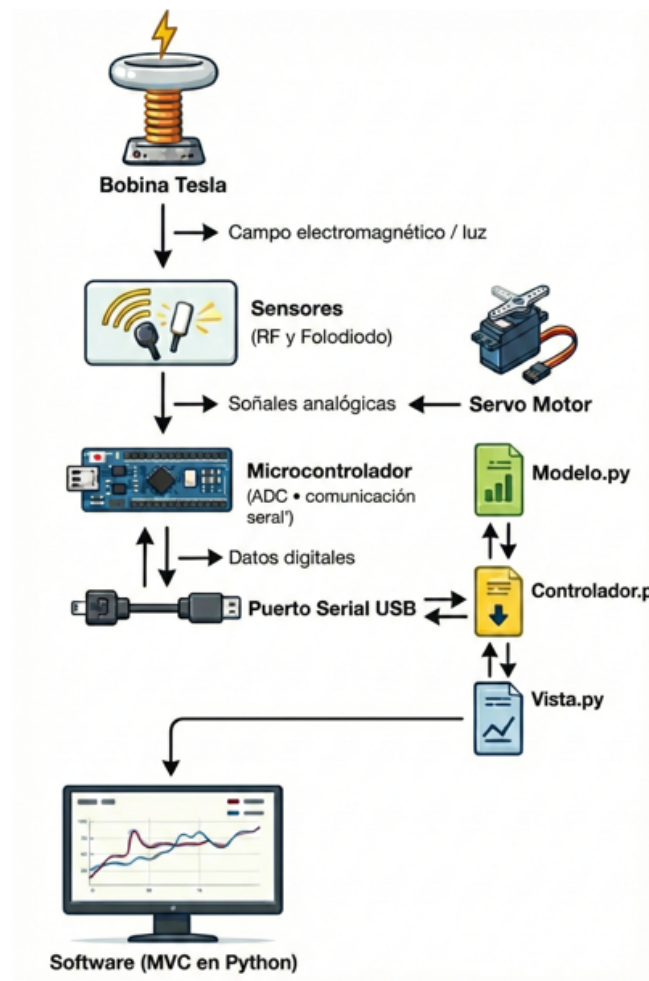 Bobina Tesla
Campo electromagnético / luz
Sensores
(RF y Folodiodo)
Soñales analógicas
Servo Motor
Microcontrolador
(ADC • comunicación
seral')
Modelo.py
Datos digitales
Puerto Serial USB
Controlador.p
Vista.py
Software (MVC en Python)